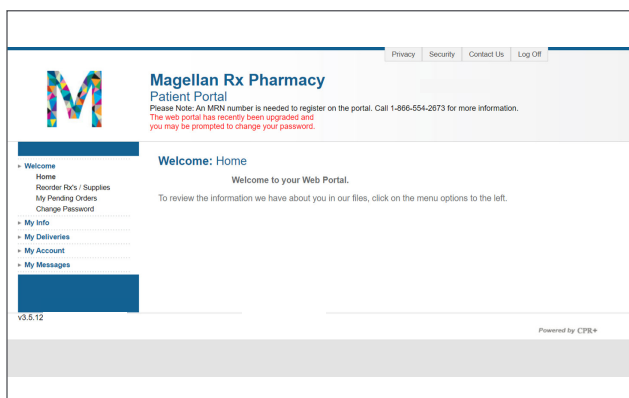 Privacy Security Contact Us Log Off
M
Magellan Rx Pharmacy
Patient Portal
Please Note: An MRN number is needed to register on the portal. Call 1-866-554-2673 for more information.
The web portal has recently been upgraded and
you may be prompted to change your password.
Welcome
Home
Reorder Rx's / Supplies
My Pending Orders
Change Password
My Info
My Deliveries
My Account
My Messages
v3.5.12
Welcome: Home
Welcome to your Web Portal.
To review the information we have about you in our files, click on the menu options to the left.
Powered by CPR+